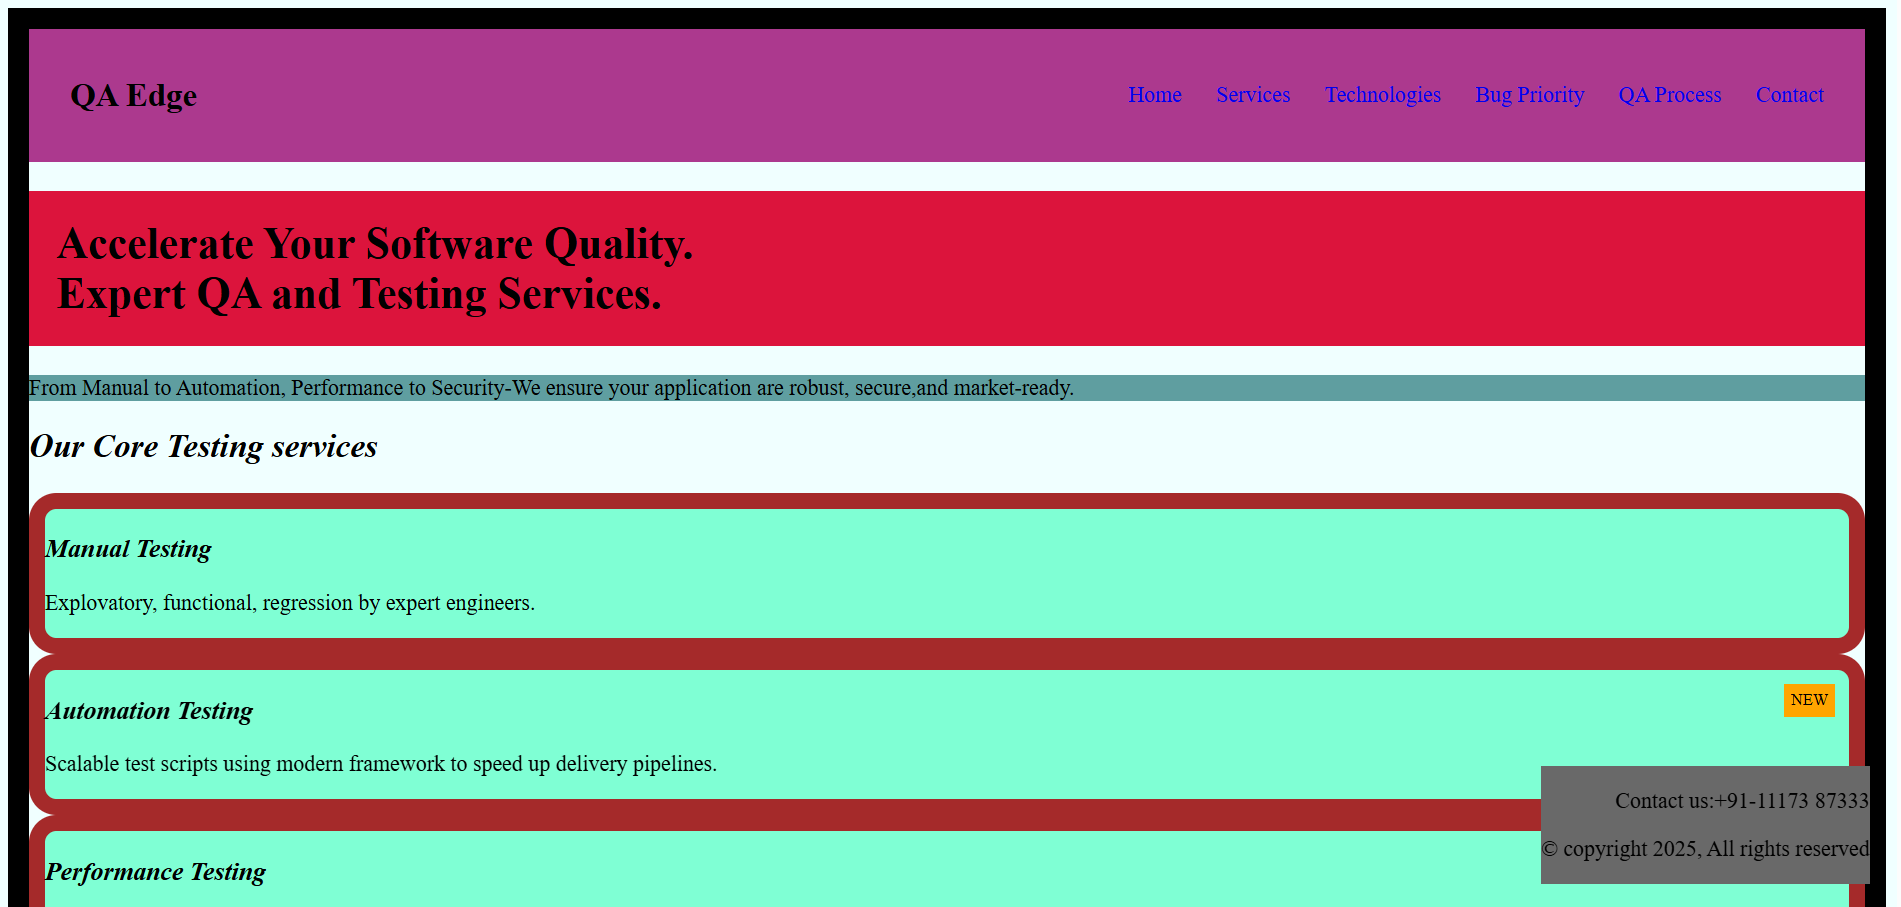 QA Edge
Home Services Technologies Bug Priority QA Process Contact
Accelerate Your Software Quality.
Expert QA and Testing Services.
From Manual to Automation, Performance to Security-We ensure your application are robust, secure,and market-ready.
Our Core Testing services
Manual Testing
Explovatory, functional, regression by expert engineers.
Automation Testing
NEW
Scalable test scripts using modern framework to speed up delivery pipelines.
Contact us:+91-11173 87333
© copyright 2025, All rights reserved
Performance Testing